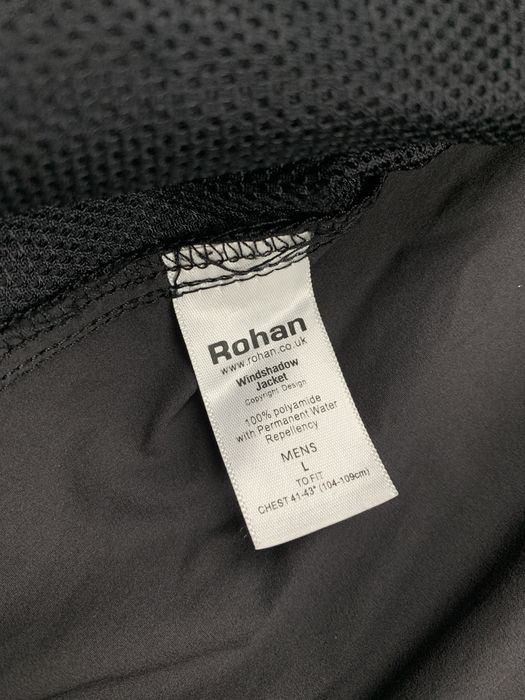 Rohan
www.rohan.co.uk
Windshadow
Jacket
Copyright Design
100% polyamide
with Permanent Water
Repellency
MENS
L
TO FIT
CHEST 41-43" (104-109cm)